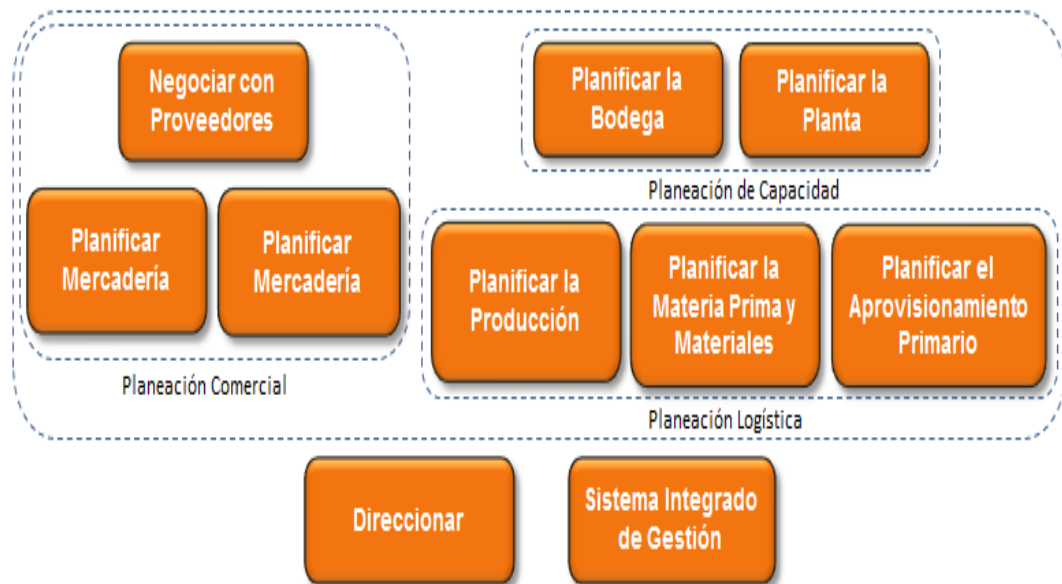 Negociar con
Proveedores
Planificar
Mercadería
Planificar
Mercadería
Planeación Comercial
Planificar la
Bodega
Planificar la
Planta
Planeación de Capacidad
Planificar la
Producción
Planificar la
Materia Prima y
Materiales
Planificar el
Aprovisionamiento
Primario
Planeación Logística
Direccionar
Sistema Integrado
de Gestión